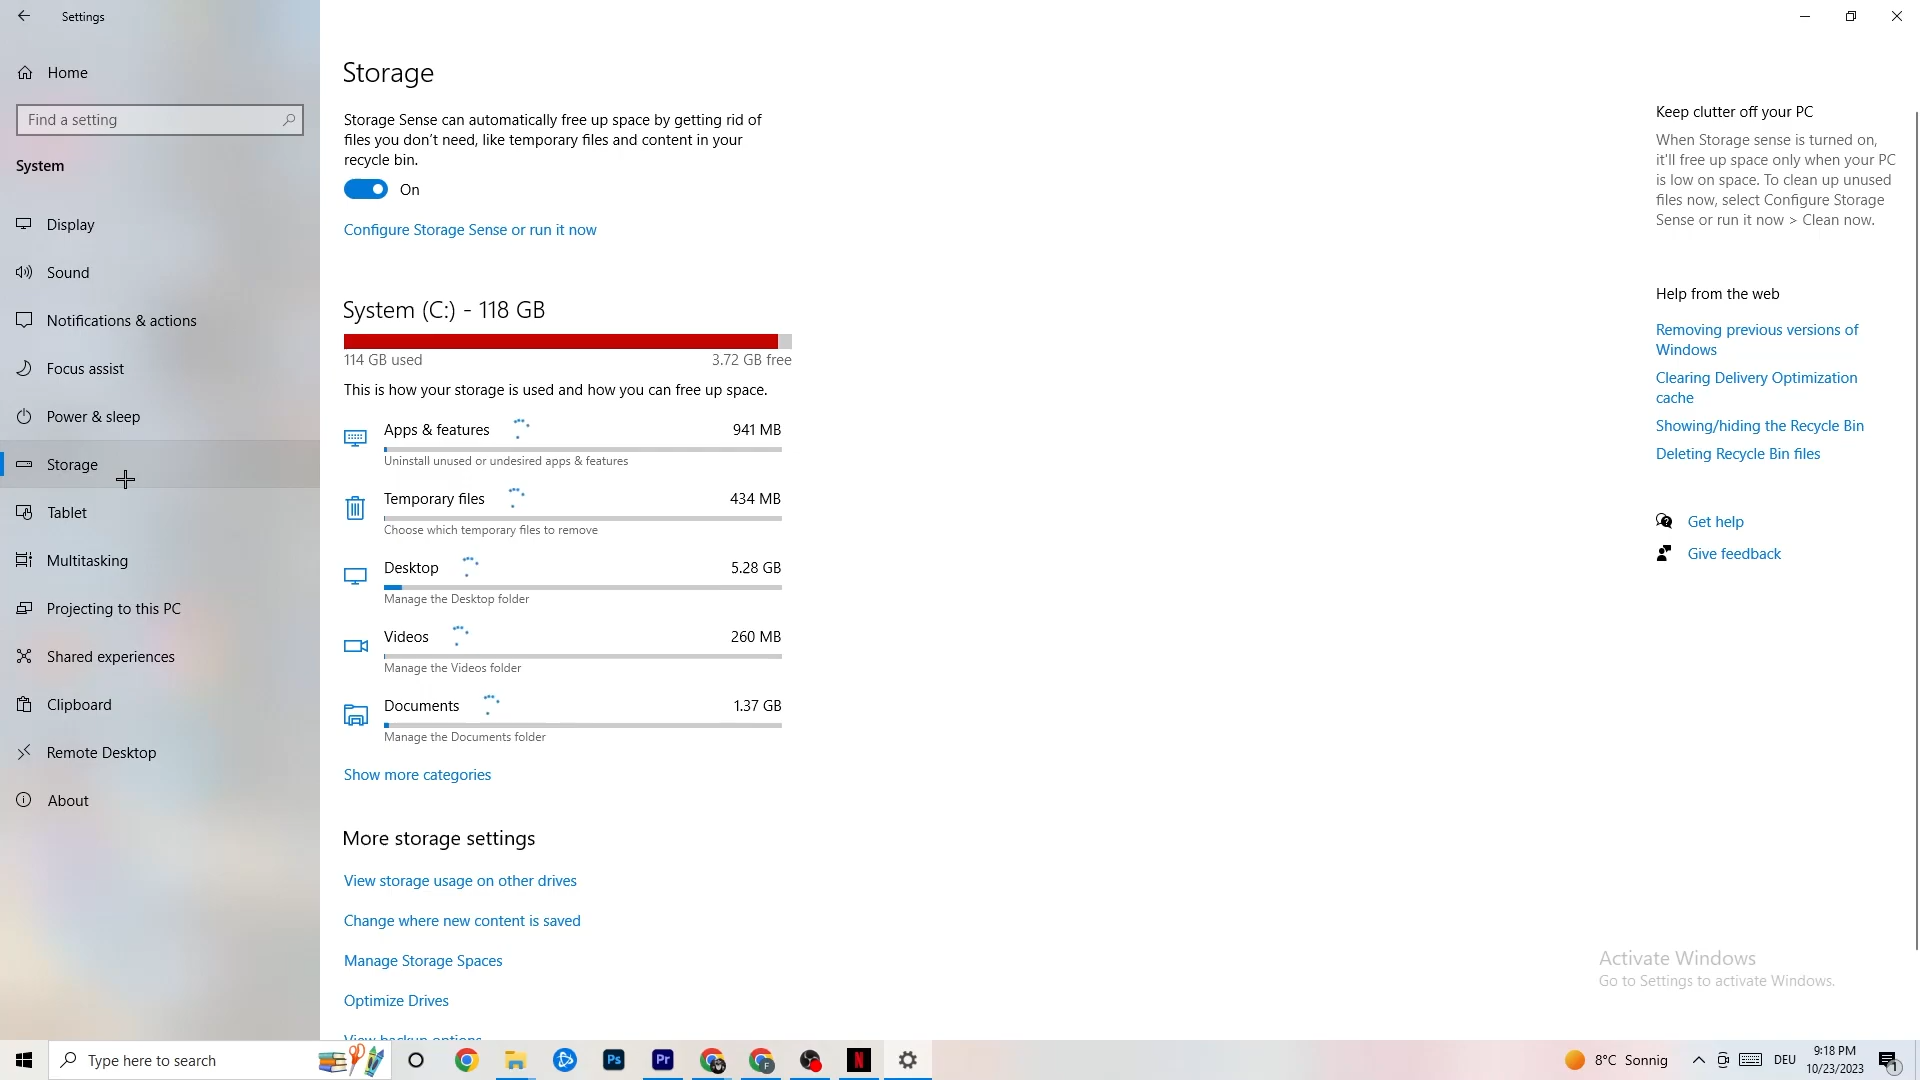 Settings
Home
Find a setting
System
Display
Sound
Notifications & actions
Focus assist
Power & sleep
Storage
Tablet
Multitasking
Projecting to this PC
Shared experiences
Clipboard
Remote Desktop
About
Storage
Storage Sense can automatically free up space by getting rid of
files you don’t need, like temporary files and content in your
recycle bin.
On
Configure Storage Sense or run it now
System (C:) - 118 GB
114 GB used 3.72 GB free
This is how your storage is used and how you can free up space.
Apps & features 941 MB
Uninstall unused or undesired apps & features
Temporary files 434 MB
Choose which temporary files to remove
Desktop 5.28 GB
Manage the Desktop folder
Videos 260 MB
Manage the Videos folder
Documents 1.37 GB
Manage the Documents folder
Show more categories
More storage settings
View storage usage on other drives
Change where new content is saved
Manage Storage Spaces
Optimize Drives
View backup options
Keep clutter off your PC
When Storage sense is turned on,
it'll free up space only when your PC
is low on space. To clean up unused
files now, select Configure Storage
Sense or run it now > Clean now.
Help from the web
Removing previous versions of
Windows
Clearing Delivery Optimization
cache
Showing/hiding the Recycle Bin
Deleting Recycle Bin files
Get help
Give feedback
Activate Windows
Go to Settings to activate Windows.
Type here to search
Ps
Pr
F
N
8°C Sonnig
DEU
9:18 PM
10/23/2023
1